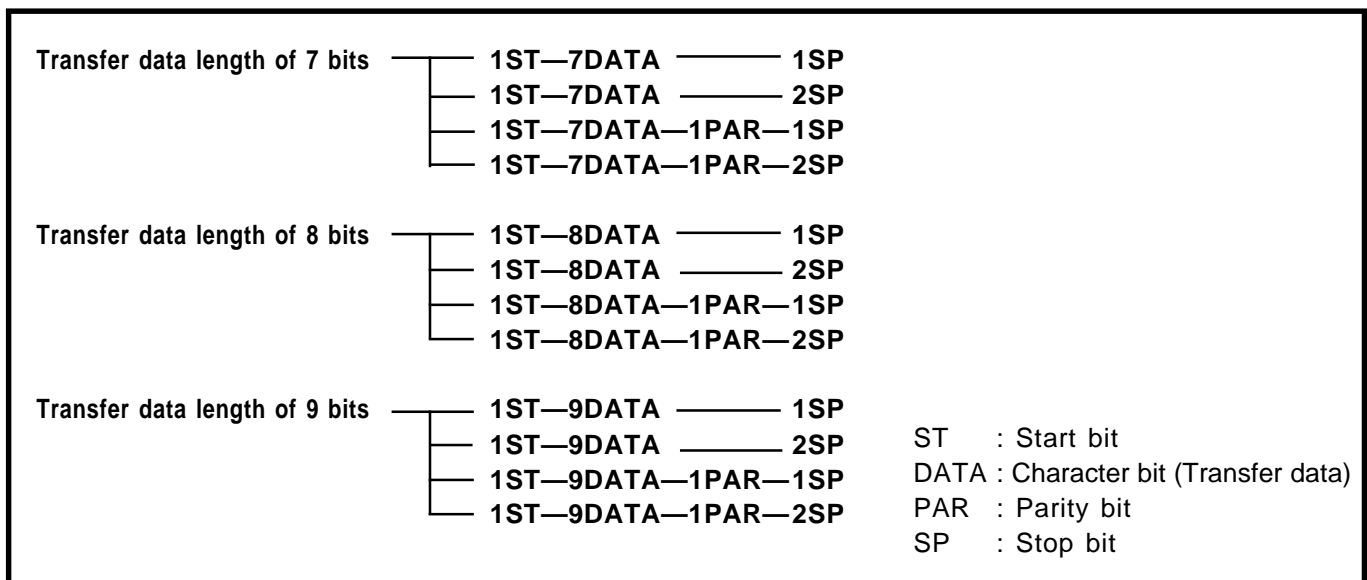 Transfer data length of 7 bits 1ST—7DATA 1SP
1ST—7DATA 2SP
1ST—7DATA—1PAR—1SP
1ST—7DATA—1PAR—2SP
Transfer data length of 8 bits 1ST—8DATA 1SP
1ST—8DATA 2SP
1ST—8DATA—1PAR—1SP
1ST—8DATA—1PAR—2SP
Transfer data length of 9 bits 1ST—9DATA 1SP
1ST—9DATA 2SP
1ST—9DATA—1PAR—1SP
1ST—9DATA—1PAR—2SP
ST : Start bit
DATA : Character bit (Transfer data)
PAR : Parity bit
SP : Stop bit